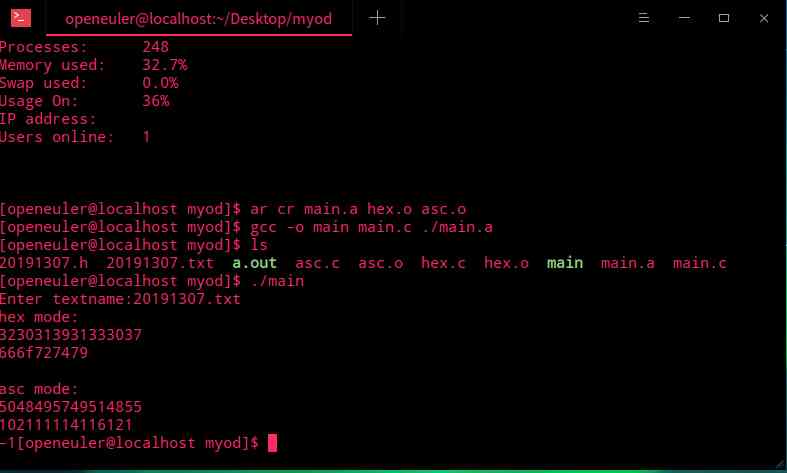 openeuler@localhost:~/Desktop/myod
Processes: 248
Memory used: 32.7%
Swap used: 0.0%
Usage On: 36%
IP address:
Users online: 1
[openeuler@localhost myod]$ ar cr main.a hex.o asc.o
[openeuler@localhost myod]$ gcc -o main main.c ./main.a
[openeuler@localhost myod]$ ls
20191307.h 20191307.txt a.out asc.c asc.o hex.c hex.o main main.a main.c
[openeuler@localhost myod]$ ./main
Enter textname:20191307.txt
hex mode:
3230313931333037
666f727479
asc mode:
5048495749514855
102111114116121
-1[openeuler@localhost myod]$